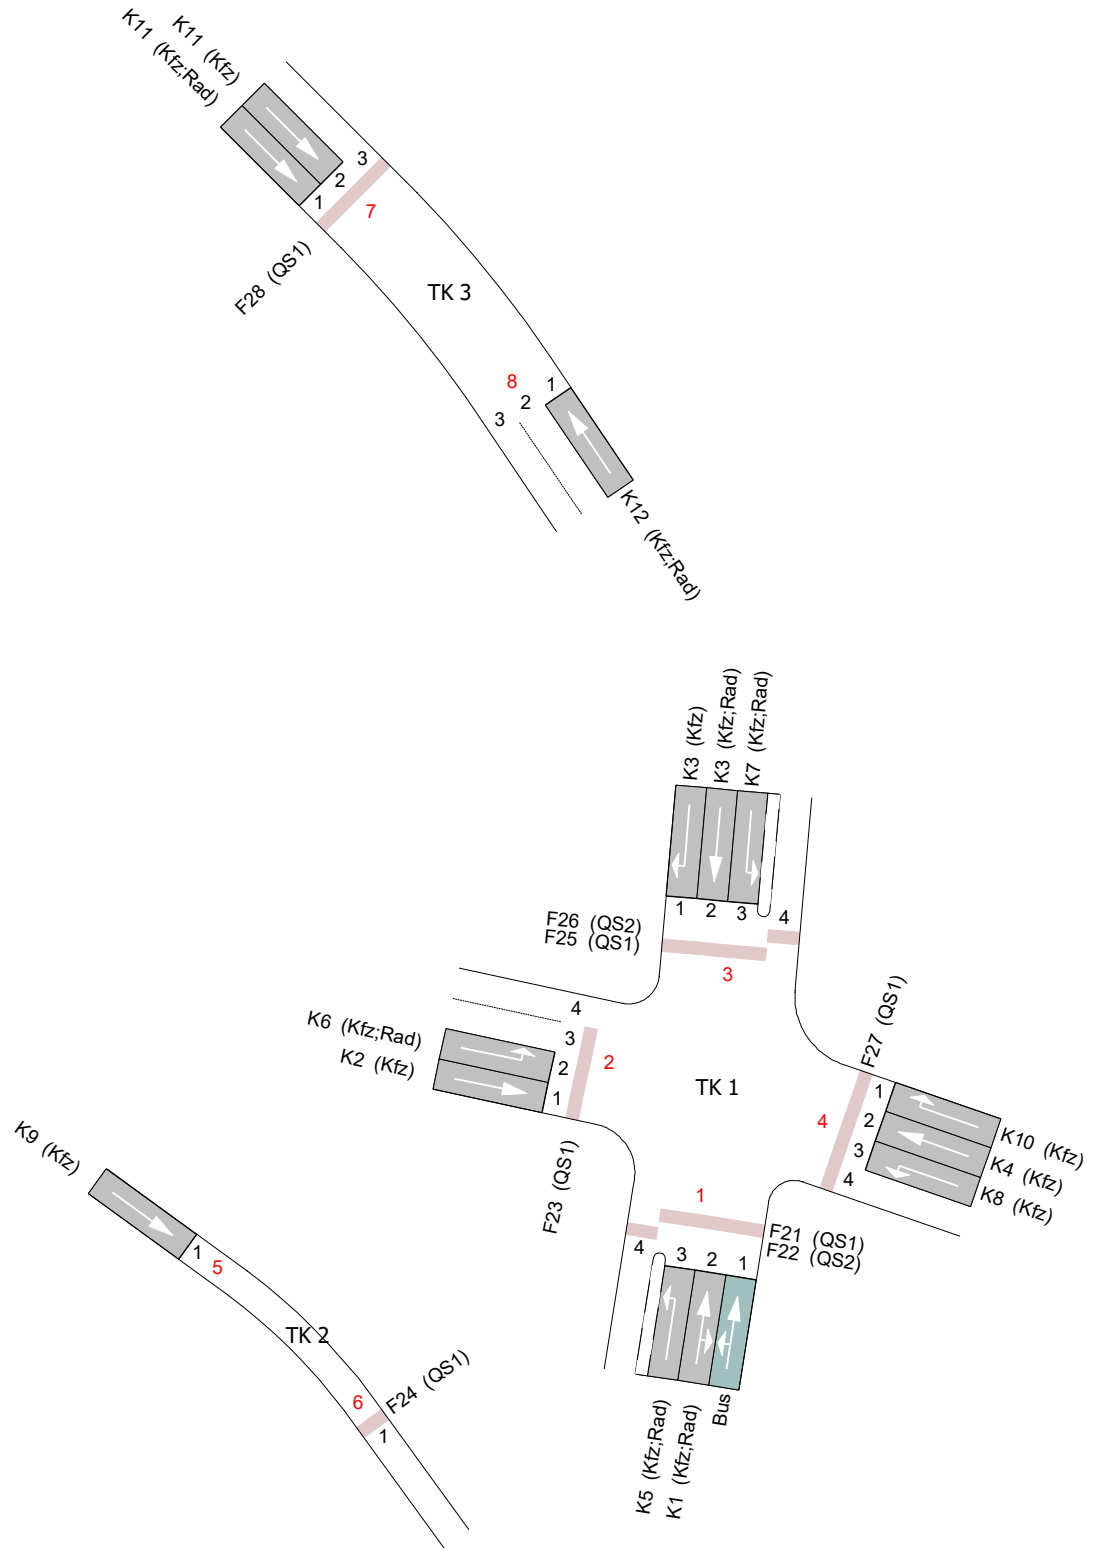 K11 (Kfz)
K11 (Kfz;Rad)
3
2
1
7
F28 (QS1)
TK 3
8
1
2
3
K12 (Kfz;Rad)
K3 (Kfz)
K3 (Kfz;Rad)
K7 (Kfz;Rad)
1
2
3
4
F26 (QS2)
F25 (QS1)
3
4
3
2
1
2
K6 (Kfz;Rad)
K2 (Kfz)
F23 (QS1)
TK 1
F27 (QS1)
4
1
2
3
4
K10 (Kfz)
K4 (Kfz)
K8 (Kfz)
1
F21 (QS1)
F22 (QS2)
4
3
2
1
K5 (Kfz;Rad)
K1 (Kfz;Rad)
Bus
K9 (Kfz)
1
5
TK 2
6
F24 (QS1)
1